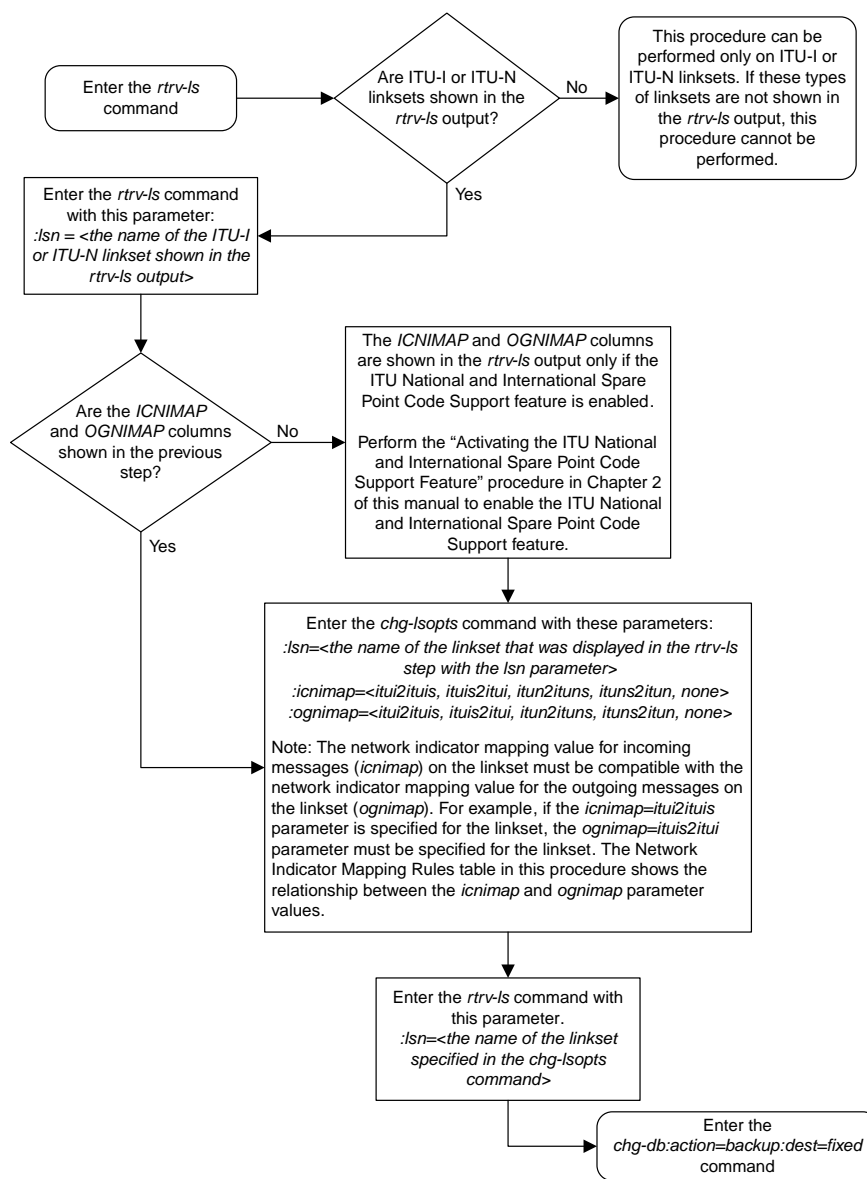 Enter the rtrv-ls
command
Are ITU-I or ITU-N
linksets shown in the
rtrv-ls output?
No
This procedure can be
performed only on ITU-I or
ITU-N linksets. If these types
of linksets are not shown in
the rtrv-ls output, this
procedure cannot be
performed.
Yes
Enter the rtrv-ls command
with this parameter:
:lsn = <the name of the ITU-I
or ITU-N linkset shown in the
rtrv-ls output>
Are the ICNIMAP
and OGNIMAP columns
shown in the previous
step?
No
The ICNIMAP and OGNIMAP columns
are shown in the rtrv-ls output only if the
ITU National and International Spare
Point Code Support feature is enabled.
Perform the “Activating the ITU National
and International Spare Point Code
Support Feature” procedure in Chapter 2
of this manual to enable the ITU National
and International Spare Point Code
Support feature.
Yes
Enter the chg-lsopts command with these parameters:
:lsn=<the name of the linkset that was displayed in the rtrv-ls
step with the lsn parameter>
:icnimap=<itui2ituis, ituis2itui, itun2ituns, ituns2itun, none>
:ognimap=<itui2ituis, ituis2itui, itun2ituns, ituns2itun, none>
Note: The network indicator mapping value for incoming
messages (icnimap) on the linkset must be compatible with the
network indicator mapping value for the outgoing messages on
the linkset (ognimap). For example, if the icnimap=itui2ituis
parameter is specified for the linkset, the ognimap=ituis2itui
parameter must be specified for the linkset. The Network
Indicator Mapping Rules table in this procedure shows the
relationship between the icnimap and ognimap parameter
values.
Enter the rtrv-ls command with
this parameter.
:lsn=<the name of the linkset
specified in the chg-lsopts
command>
Enter the
chg-db:action=backup:dest=fixed
command